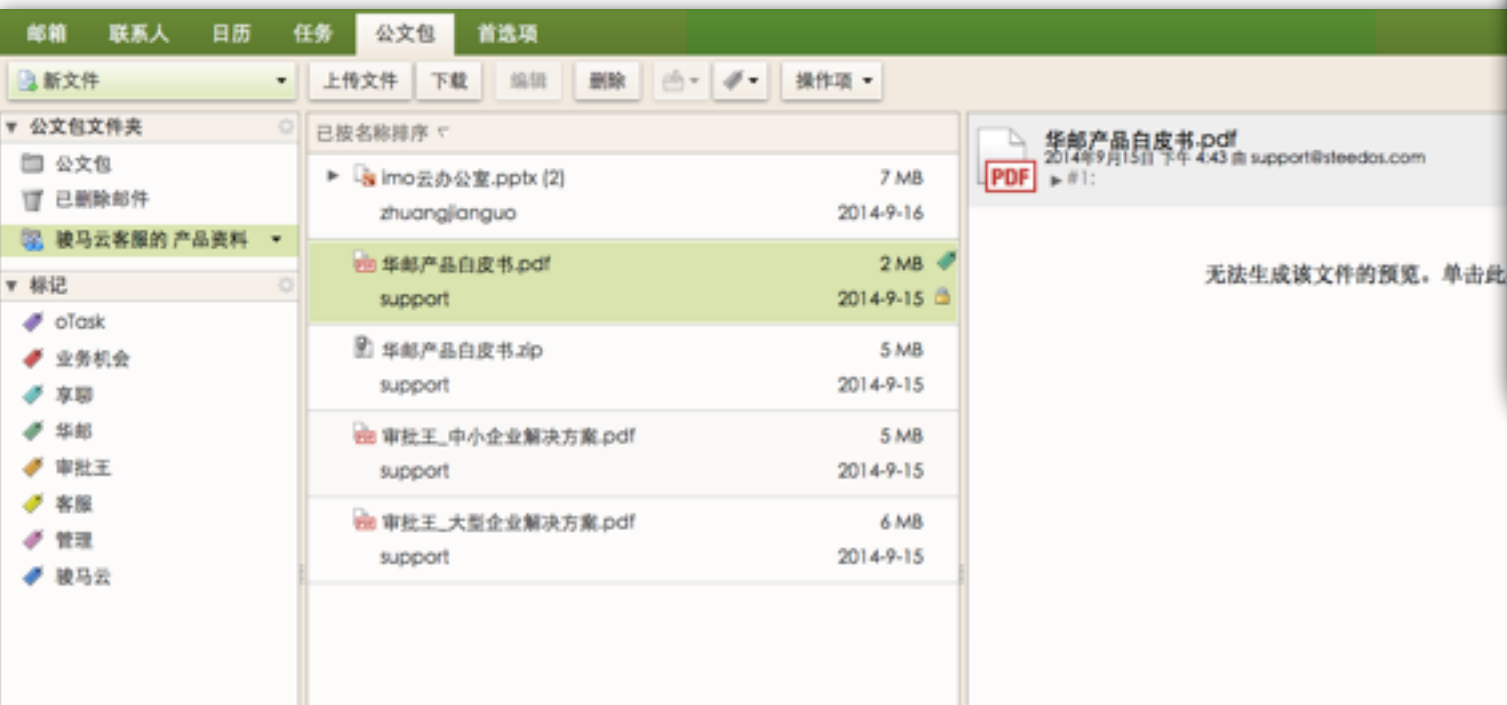 邮箱 联系人 日历 任务 公文包 首选项
新文件 上传文件 下载 编辑 删除 操作项
公文包文件夹
公文包
已删除邮件
骏马云客服的 产品资料
标记
oTask
业务机会
享聊
华邮
审批王
客服
管理
骏马云
已按名称排序
imo云办公室.pptx (2) 7 MB
zhuangjianguo 2014-9-16
华邮产品白皮书.pdf 2 MB
support 2014-9-15
华邮产品白皮书.zip 5 MB
support 2014-9-15
审批王_中小企业解决方案.pdf 5 MB
support 2014-9-15
审批王_大型企业解决方案.pdf 6 MB
support 2014-9-15
PDF
华邮产品白皮书.pdf
2014年9月15日 下午 4:43 由 support@steedos.com
#1:
无法生成该文件的预览。单击此